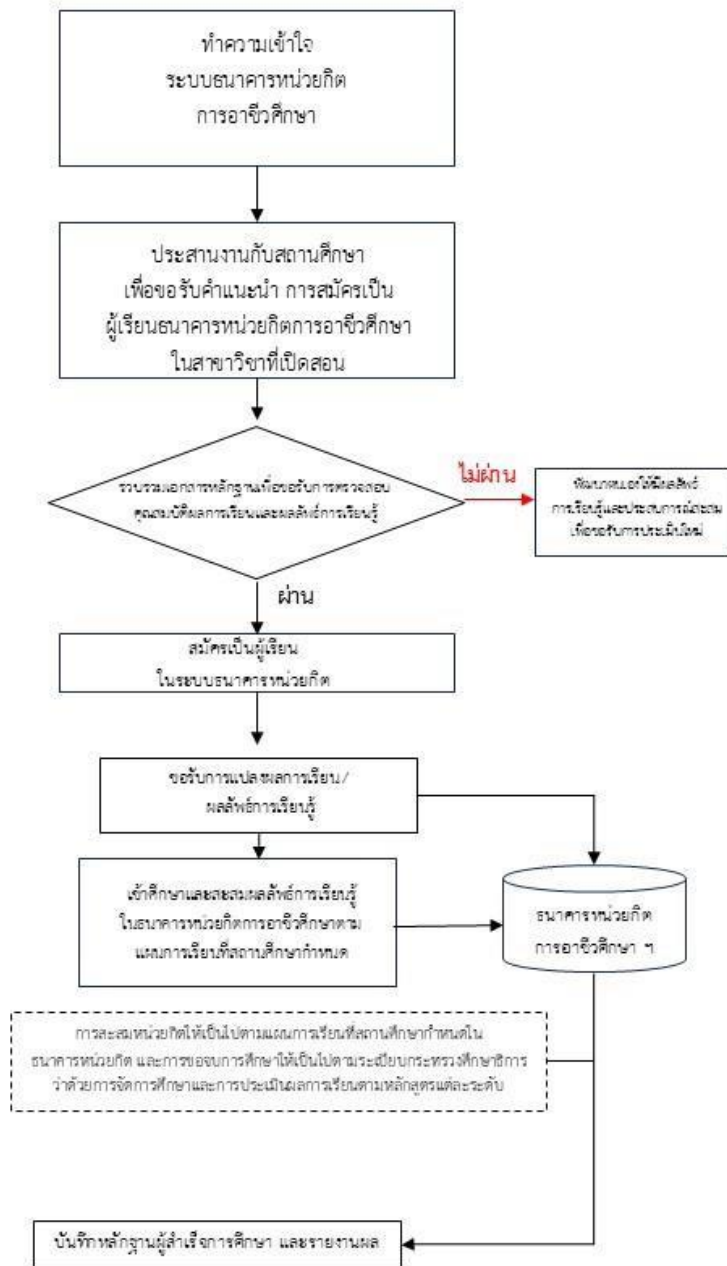 ทำความเข้าใจ
ระบบธนาคารหน่วยกิต
การอาชีวศึกษา
ประสานงานกับสถานศึกษา
เพื่อขอรับคำแนะนำ การสมัครเป็น
ผู้เรียนธนาคารหน่วยกิตการอาชีวศึกษา
ในสาขาวิชาที่เปิดสอน
รวบรวมเอกสารหลักฐานเพื่อขอรับการตรวจสอบ
คุณสมบัติผลการเรียนและผลลัพธ์การเรียนรู้
ไม่ผ่าน
พัฒนาตนเองให้มีผลลัพธ์
การเรียนรู้และประสบการณ์สะสม
เพื่อขอรับการประเมินใหม่
ผ่าน
สมัครเป็นผู้เรียน
ในระบบธนาคารหน่วยกิต
ขอรับการแปลงผลการเรียน/
ผลลัพธ์การเรียนรู้
เข้าศึกษาและสะสมผลลัพธ์การเรียนรู้
ในธนาคารหน่วยกิตการอาชีวศึกษาตาม
แผนการเรียนที่สถานศึกษากำหนด
ธนาคารหน่วยกิต
การอาชีวศึกษา ฯ
การสะสมหน่วยกิตให้เป็นไปตามแผนการเรียนที่สถานศึกษากำหนดใน
ธนาคารหน่วยกิต และการขอจบการศึกษาให้เป็นไปตามระเบียบกระทรวงศึกษาธิการ
ว่าด้วยการจัดการศึกษาและการประเมินผลการเรียนตามหลักสูตรแต่ละระดับ
บันทึกหลักฐานผู้สำเร็จการศึกษา และรายงานผล